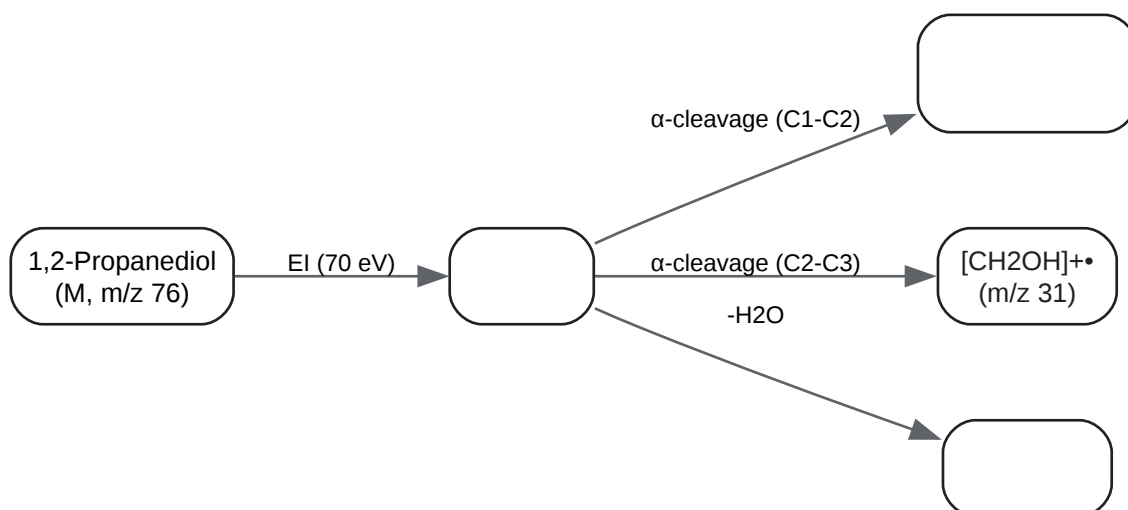 α-cleavage (C1-C2)
1,2-Propanediol
(M, m/z 76)
EI (70 eV)
α-cleavage (C2-C3)
[CH2OH]+•
(m/z 31)
-H2O